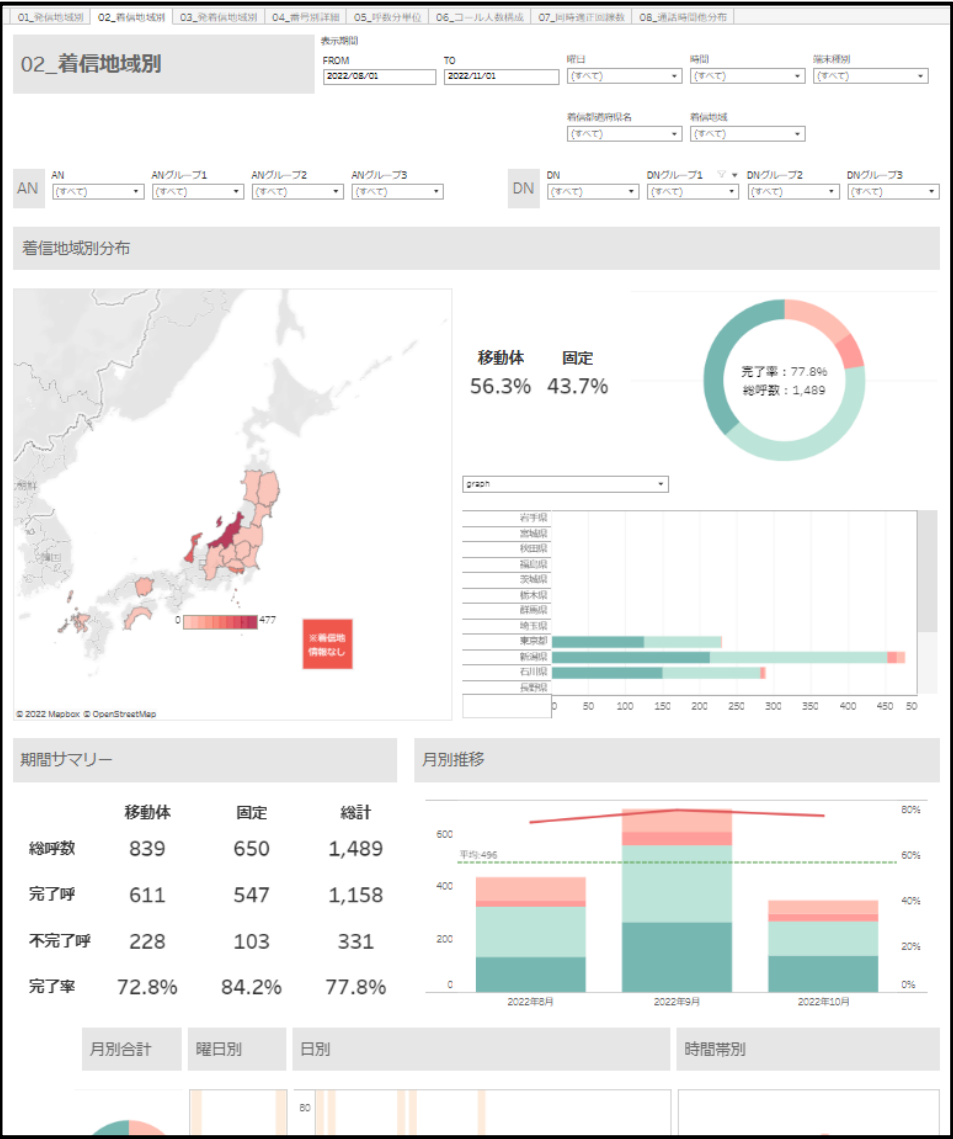 01_発信地域別 02_着信地域別 03_発着信地域別 04_番号別詳細 05_呼数分単位 06_コール人数構成 07_同時適正回線数 08_通話時間他分布
02_着信地域別
表示期間
FROM TO 曜日 時間 端末種別
2022/08/01 2022/11/01 (すべて) (すべて) (すべて)
着信都道府県名 着信地域
(すべて) (すべて)
AN AN ANグループ1 ANグループ2 ANグループ3 DN DN DNグループ1 DNグループ2 DNグループ3
(すべて) (すべて) (すべて) (すべて) (すべて) (すべて) (すべて) (すべて)
着信地域別分布
移動体 固定
56.3% 43.7%
完了率：77.8%
総呼数：1,489
graph
韓国
0 477
※着信地
情報なし
© 2022 Mapbox © OpenStreetMap
岩手県
宮城県
秋田県
福島県
茨城県
栃木県
群馬県
埼玉県
東京都
新潟県
石川県
長野県
0 50 100 150 200 250 300 350 400 450 50
期間サマリー
移動体 固定 総計
総呼数 839 650 1,489
完了呼 611 547 1,158
不完了呼 228 103 331
完了率 72.8% 84.2% 77.8%
月別推移
80%
600
平均:496
60%
400
40%
200
20%
0 0%
2022年8月 2022年9月 2022年10月
月別合計 曜日別 日別 時間帯別
80